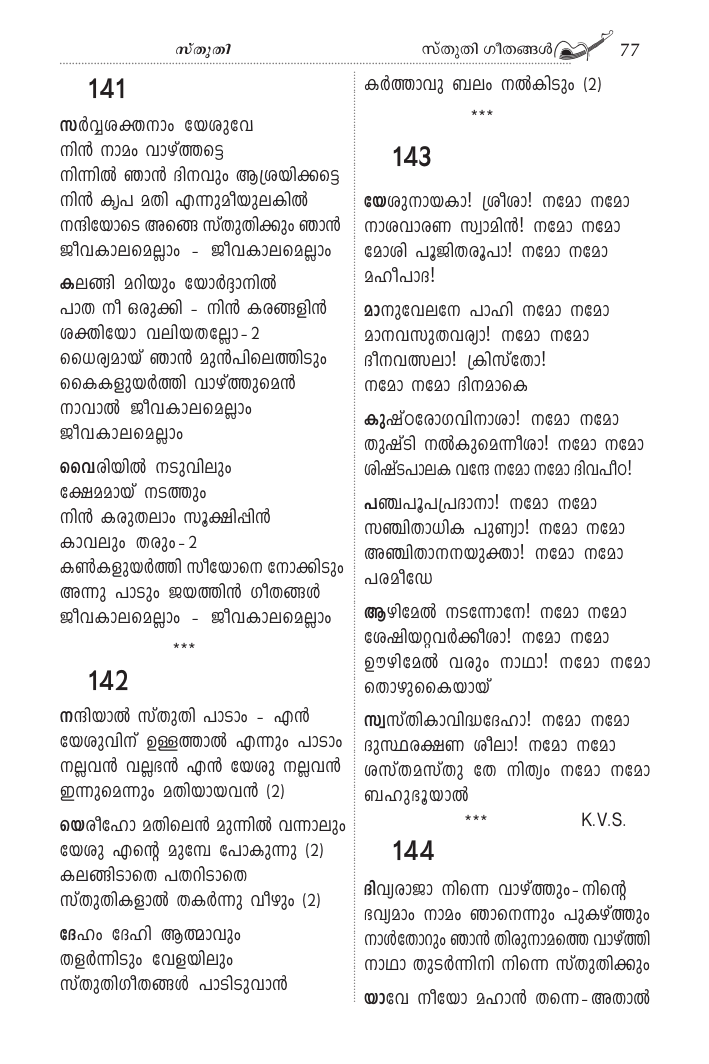 സ്തുതി
സ്തുതി ഗീതങ്ങൾ 77
141
സർവ്വശക്തനാം യേശുവേ
നിൻ നാമം വാഴ്ത്തട്ടെ
നിന്നിൽ ഞാൻ ദിനവും ആശ്രയിക്കട്ടെ
നിൻ കൃപ മതി എന്നുമീയുലകിൽ
നന്ദിയോടെ അങ്ങെ സ്തുതിക്കും ഞാൻ
ജീവകാലമെല്ലാം - ജീവകാലമെല്ലാം
കലങ്ങി മറിയും യോർദ്ദാനിൽ
പാത നീ ഒരുക്കി - നിൻ കരങ്ങളിൻ
ശക്തിയോ വലിയതല്ലോ-2
ധൈര്യമായ് ഞാൻ മുൻപിലെത്തിടും
കൈകളുയർത്തി വാഴ്ത്തുമെൻ
നാവാൽ ജീവകാലമെല്ലാം
ജീവകാലമെല്ലാം
വൈരിയിൽ നടുവിലും
ക്ഷേമമായ് നടത്തും
നിൻ കരുതലാം സൂക്ഷിപ്പിൻ
കാവലും തരും-2
കൺകളുയർത്തി സീയോനെ നോക്കിടും
അന്നു പാടും ജയത്തിൻ ഗീതങ്ങൾ
ജീവകാലമെല്ലാം - ജീവകാലമെല്ലാം
***
142
നന്ദിയാൽ സ്തുതി പാടാം - എൻ
യേശുവിന് ഉള്ളത്താൽ എന്നും പാടാം
നല്ലവൻ വല്ലഭൻ എൻ യേശു നല്ലവൻ
ഇന്നുമെന്നും മതിയായവൻ (2)
യെരീഹോ മതിലെൻ മുന്നിൽ വന്നാലും
യേശു എന്റെ മുമ്പേ പോകുന്നു (2)
കലങ്ങിടാതെ പതറിടാതെ
സ്തുതികളാൽ തകർന്നു വീഴും (2)
ദേഹം ദേഹി ആത്മാവും
തളർന്നിടും വേളയിലും
സ്തുതിഗീതങ്ങൾ പാടിടുവാൻ
കർത്താവു ബലം നൽകിടും (2)
***
143
യേശുനായകാ! ശ്രീശാ! നമോ നമോ
നാശവാരണ സ്വാമിൻ! നമോ നമോ
മോശി പൂജിതരൂപാ! നമോ നമോ
മഹീപാദ!
മാനുവേലനേ പാഹി നമോ നമോ
മാനവസുതവര്യാ! നമോ നമോ
ദീനവത്സലാ! ക്രിസ്തോ!
നമോ നമോ ദിനമാകെ
കുഷ്ഠരോഗവിനാശാ! നമോ നമോ
തുഷ്ടി നൽകുമെന്നീശാ! നമോ നമോ
ശിഷ്ടപാലക വന്ദേ നമോ നമോ ദിവപീഠ!
പഞ്ചപൂപപ്രദാനാ! നമോ നമോ
സഞ്ചിതാധിക പുണ്യാ! നമോ നമോ
അഞ്ചിതാനനയുക്താ! നമോ നമോ
പരമീഡേ
ആഴിമേൽ നടന്നോനേ! നമോ നമോ
ശേഷിയറ്റവർക്കീശാ! നമോ നമോ
ഊഴിമേൽ വരും നാഥാ! നമോ നമോ
തൊഴുകൈയായ്
സ്വസ്തികാവിദ്ധദേഹാ! നമോ നമോ
ദുസ്ഥരക്ഷണ ശീലാ! നമോ നമോ
ശസ്തമസ്തു തേ നിത്യം നമോ നമോ
ബഹുഭൂയാൽ
*** K.V.S.
144
ദിവ്യരാജാ നിന്നെ വാഴ്ത്തും-നിന്റെ
ഭവ്യമാം നാമം ഞാനെന്നും പുകഴ്ത്തും
നാൾതോറും ഞാൻ തിരുനാമത്തെ വാഴ്ത്തി
നാഥാ തുടർന്നിനി നിന്നെ സ്തുതിക്കും
യാവേ നീയോ മഹാൻ തന്നെ-അതാൽ